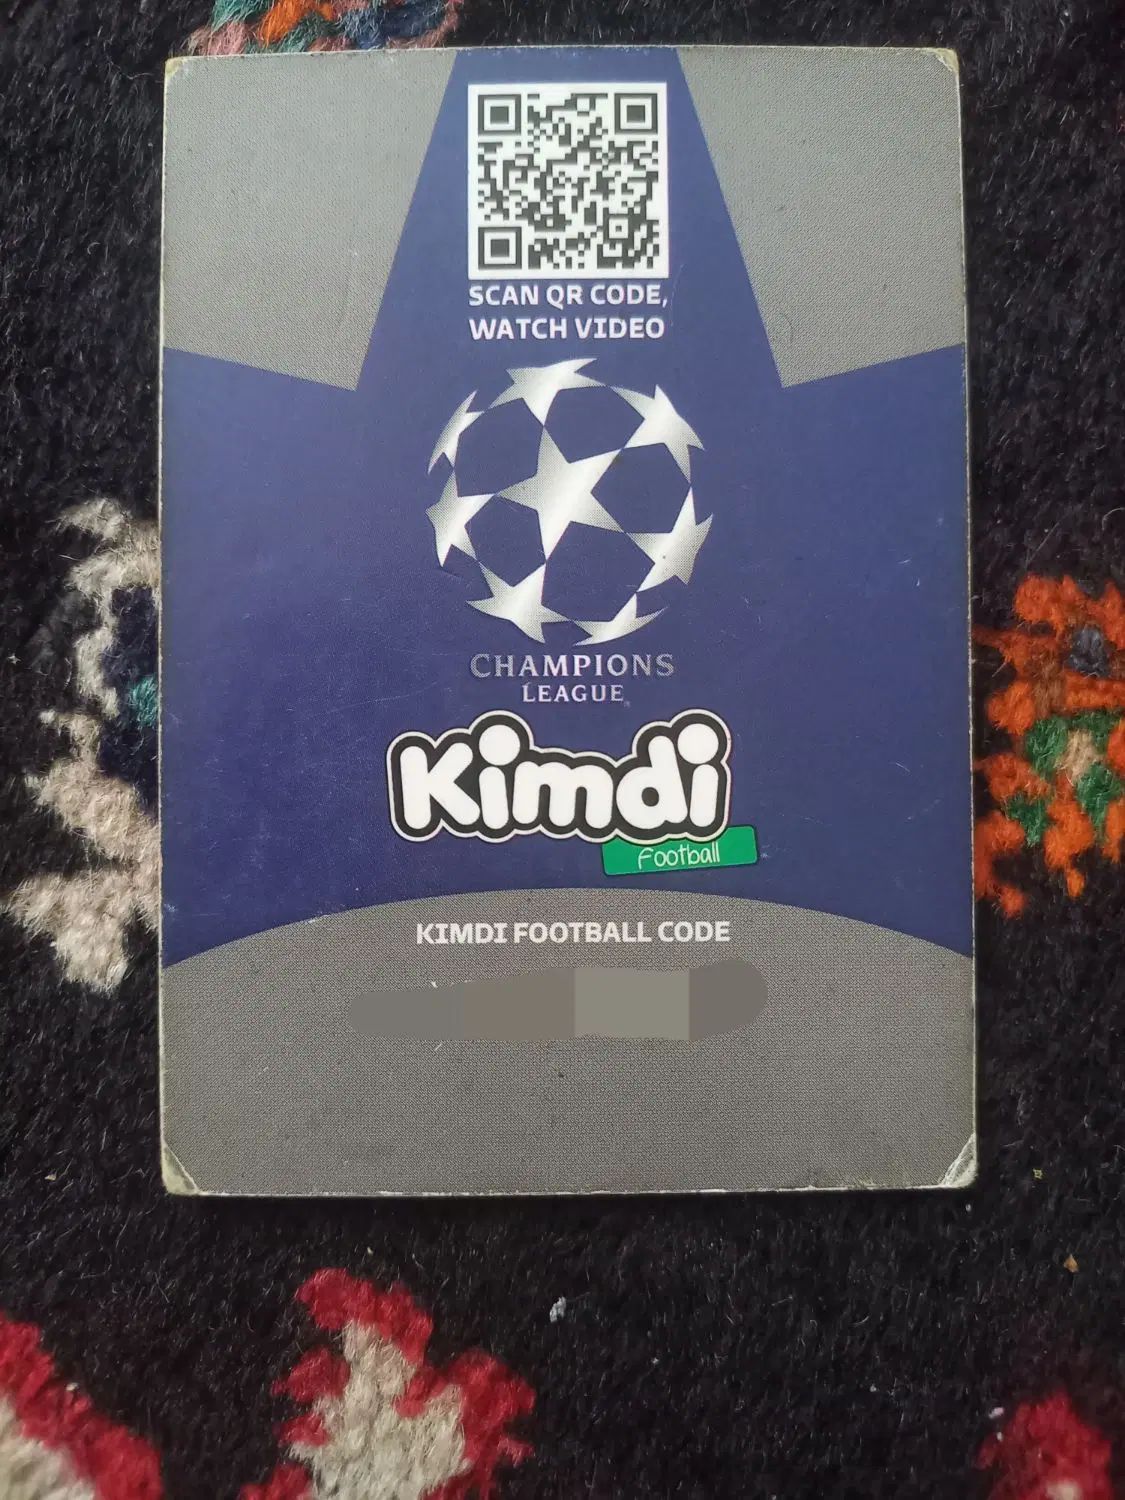 SCAN QR CODE,
WATCH VIDEO
CHAMPIONS
LEAGUE
Kimdi
Football
KIMDI FOOTBALL CODE